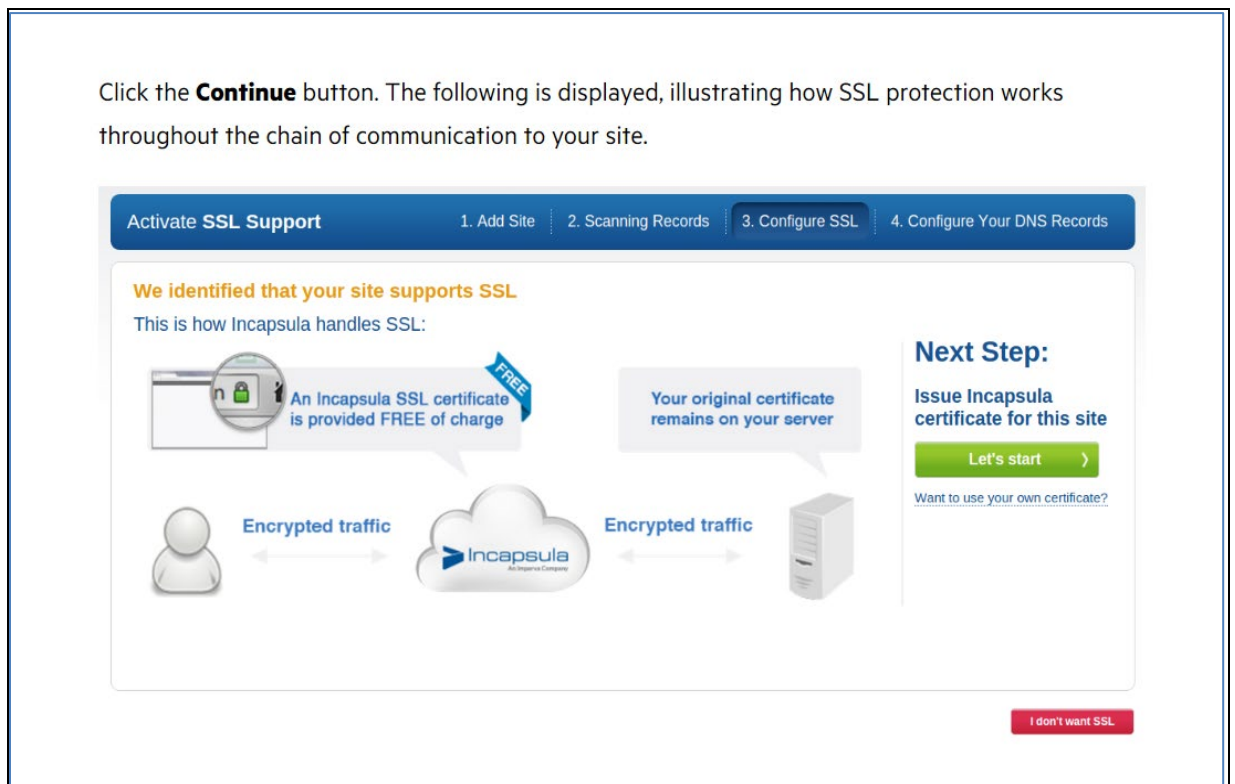 Click the Continue button. The following is displayed, illustrating how SSL protection works
throughout the chain of communication to your site.
Activate SSL Support
1. Add Site
2. Scanning Records
3. Configure SSL
4. Configure Your DNS Records
We identified that your site supports SSL
This is how Incapsula handles SSL:
n
An Incapsula SSL certificate
is provided FREE of charge
FREE
Your original certificate
remains on your server
Encrypted traffic
Incapsula
An Imperva Company
Encrypted traffic
Next Step:
Issue Incapsula
certificate for this site
Let's start
Want to use your own certificate?
I don't want SSL